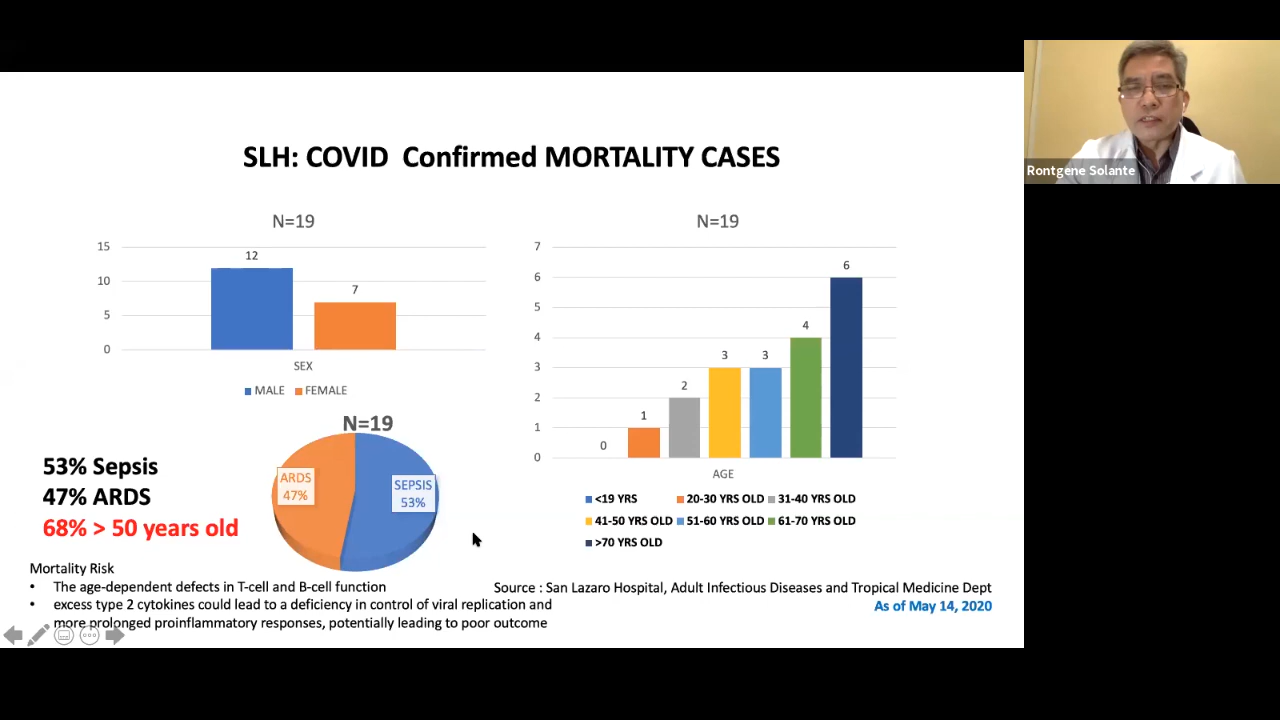 SLH: COVID Confirmed MORTALITY CASES
N=19
15
10
5
0
12
7
SEX
MALE FEMALE
N=19
7
6
5
4
3
2
1
0
0
1
2
3
3
4
6
AGE
<19 YRS 20-30 YRS OLD 31-40 YRS OLD
41-50 YRS OLD 51-60 YRS OLD 61-70 YRS OLD
>70 YRS OLD
53% Sepsis
47% ARDS
68% > 50 years old
N=19
ARDS
47%
SEPSIS
53%
Mortality Risk
• The age-dependent defects in T-cell and B-cell function
• excess type 2 cytokines could lead to a deficiency in control of viral replication and
more prolonged proinflammatory responses, potentially leading to poor outcome
Source : San Lazaro Hospital, Adult Infectious Diseases and Tropical Medicine Dept
As of May 14, 2020
Rontgene Solante